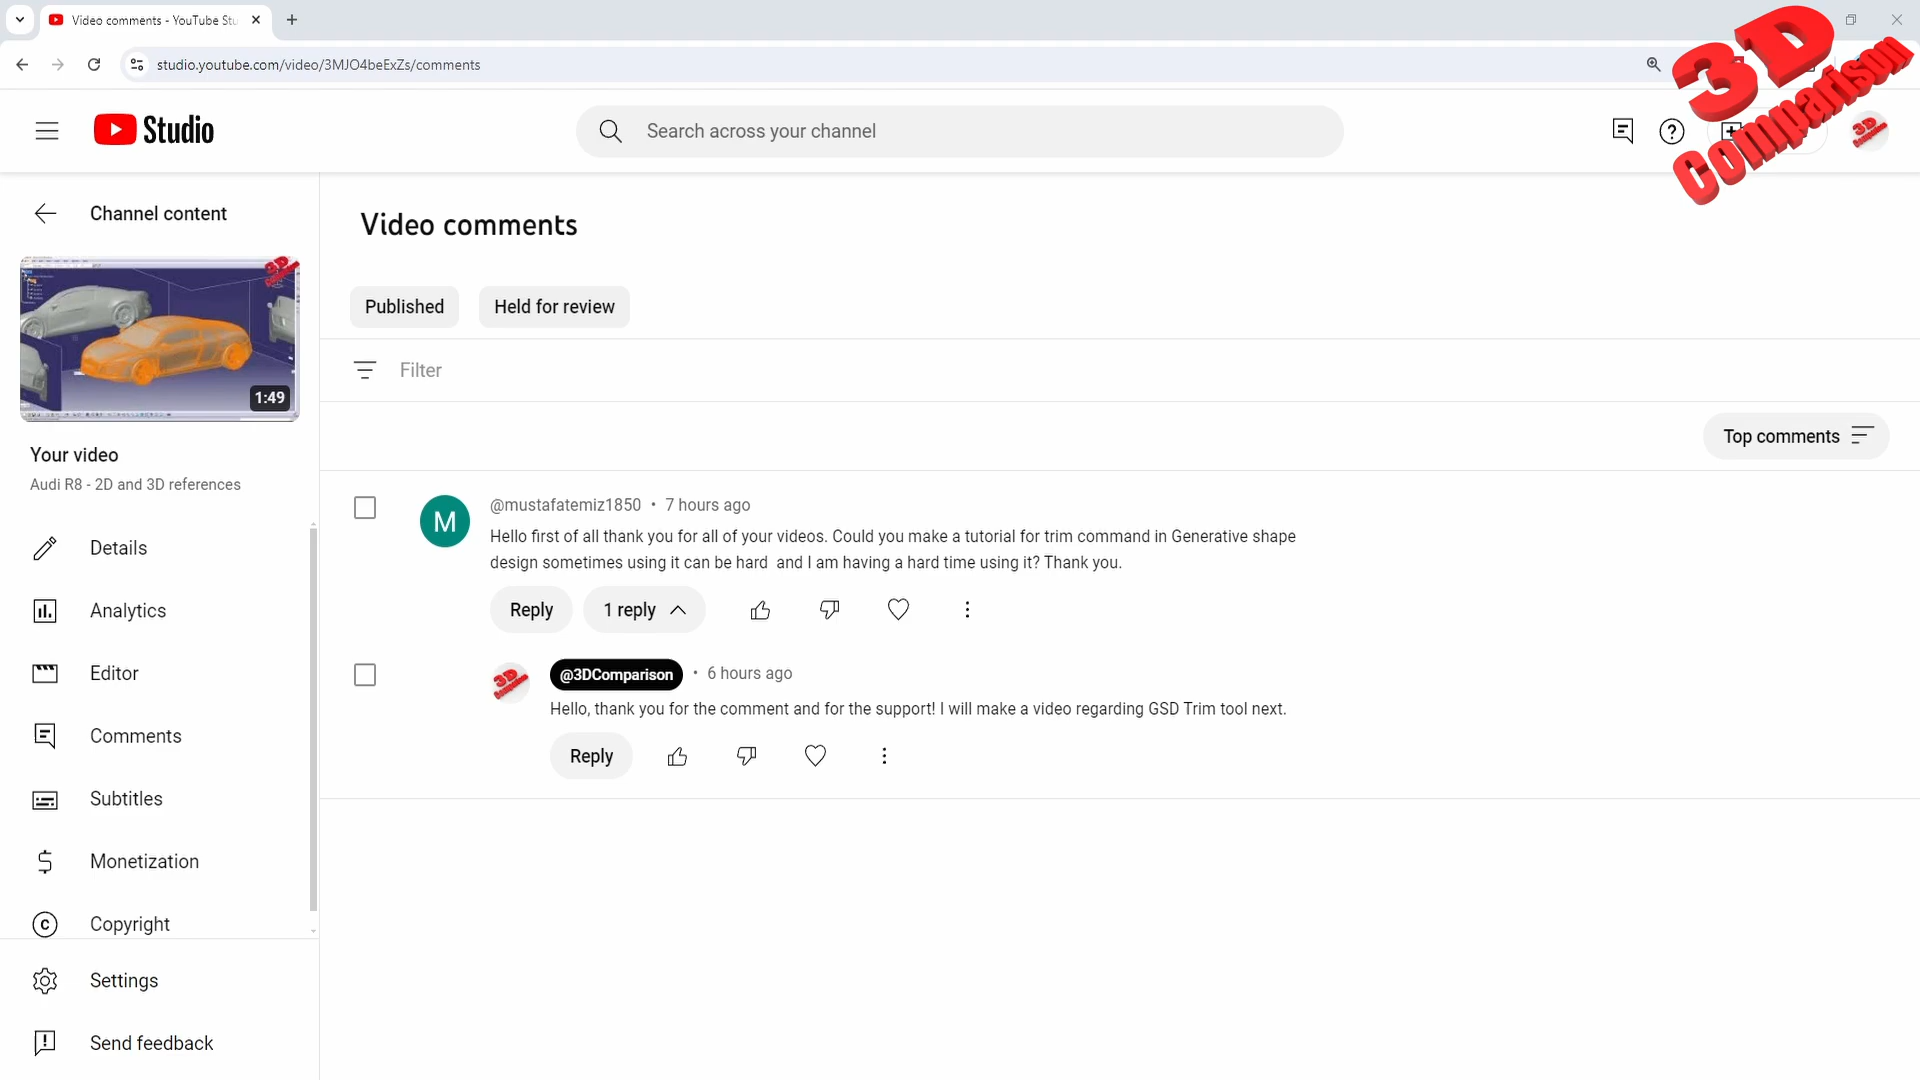 Video comments - YouTube Stu
studio.youtube.com/video/3MJO4beExZs/comments
3D
Comparison
Studio
Search across your channel
3D
Comparison
Channel content
Video comments
3D
1:49
Published
Held for review
Filter
Your video
Audi R8 - 2D and 3D references
Top comments
@mustafatemiz1850 • 7 hours ago
M
Hello first of all thank you for all of your videos. Could you make a tutorial for trim command in Generative shape
design sometimes using it can be hard  and I am having a hard time using it? Thank you.
Reply
1 reply
@3DComparison • 6 hours ago
3D
Comparison
Hello, thank you for the comment and for the support! I will make a video regarding GSD Trim tool next.
Reply
Details
Analytics
Editor
Comments
Subtitles
Monetization
Copyright
Settings
Send feedback